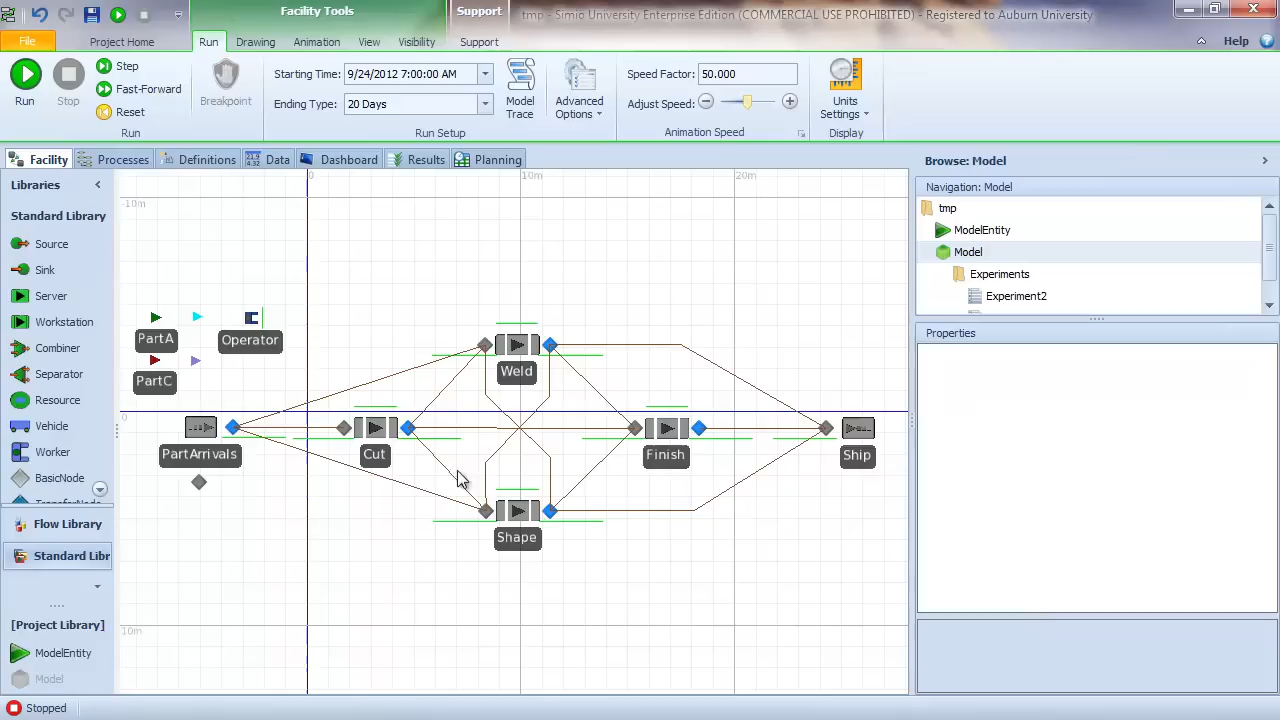 Facility Tools
Support
tmp - Simio University Enterprise Edition (COMMERCIAL USE PROHIBITED) - Registered to Auburn University
File
Project Home
Run
Drawing
Animation
View
Visibility
Support
Help
Run
Stop
Step
Fast-Forward
Reset
Run
Breakpoint
Starting Time: 9/24/2012 7:00:00 AM
Ending Type: 20 Days
Run Setup
Model Trace
Advanced Options
Speed Factor: 50.000
Adjust Speed:
Animation Speed
Units Settings
Display
Facility
Processes
Definitions
Data
Dashboard
Results
Planning
Libraries
Standard Library
Source
Sink
Server
Workstation
Combiner
Separator
Resource
Vehicle
Worker
BasicNode
Flow Library
Standard Libr
[Project Library]
ModelEntity
Model
-10m
0
10m
20m
0
10m
PartA
Operator
PartC
PartArrivals
Cut
Weld
Shape
Finish
Ship
Browse: Model
Navigation: Model
tmp
ModelEntity
Model
Experiments
Experiment2
Properties
Stopped